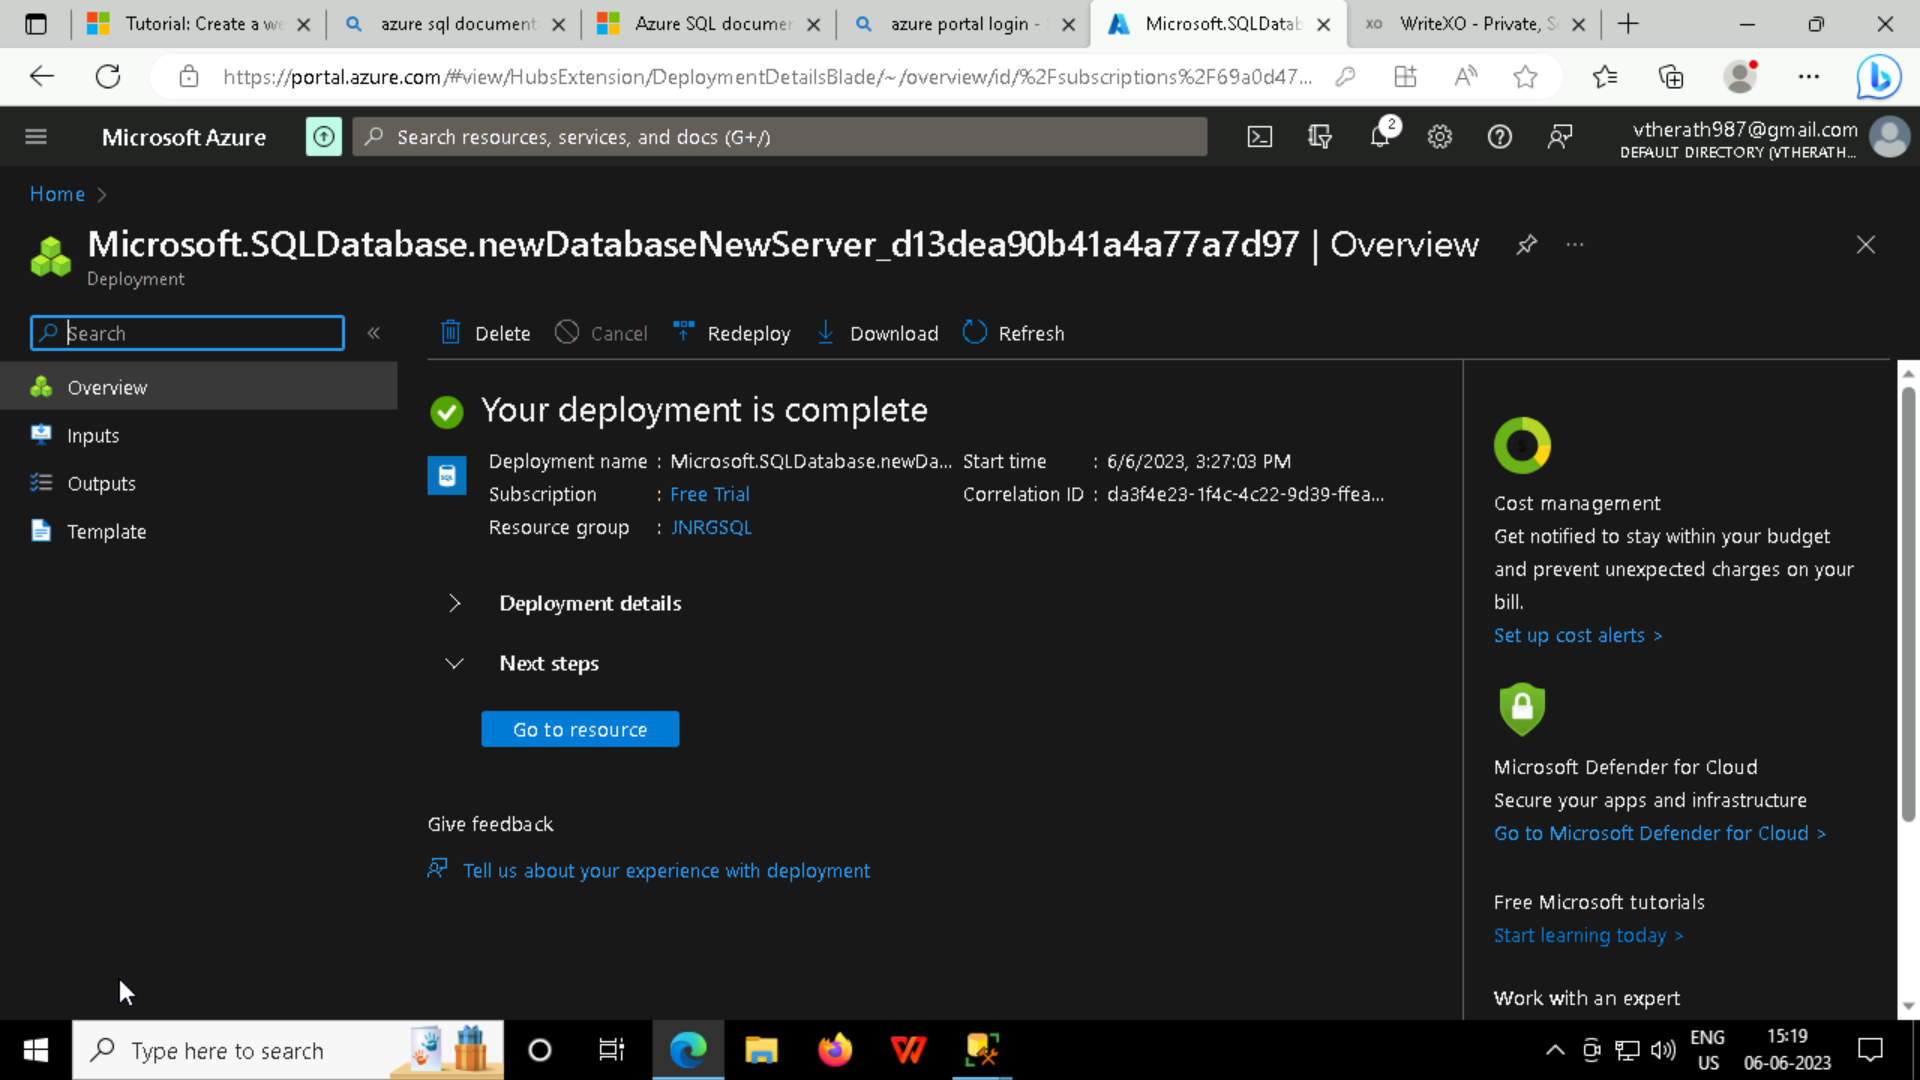 Tutorial: Create a we
azure sql document
Azure SQL documen
azure portal login -
Microsoft.SQLDatab
XO WriteXO - Private, S
https://portal.azure.com/#view/HubsExtension/DeploymentDetailsBlade/~/overview/id/%2Fsubscriptions%2F69a0d47...
Microsoft Azure
Search resources, services, and docs (G+/)
2
vtherath987@gmail.com
DEFAULT DIRECTORY (VTHERATH...
Home >
Microsoft.SQLDatabase.newDatabaseNewServer_d13dea90b41a4a77a7d97 | Overview
Deployment
Search
Delete Cancel Redeploy Download Refresh
Overview
Inputs
Outputs
Template
Your deployment is complete
Deployment name : Microsoft.SQLDatabase.newDa...
Subscription : Free Trial
Resource group : JNRGSQL
Start time : 6/6/2023, 3:27:03 PM
Correlation ID : da3f4e23-1f4c-4c22-9d39-ffea...
Deployment details
Next steps
Go to resource
Give feedback
Tell us about your experience with deployment
Cost management
Get notified to stay within your budget
and prevent unexpected charges on your
bill.
Set up cost alerts >
Microsoft Defender for Cloud
Secure your apps and infrastructure
Go to Microsoft Defender for Cloud >
Free Microsoft tutorials
Start learning today >
Work with an expert
Type here to search
ENG
US
15:19
06-06-2023